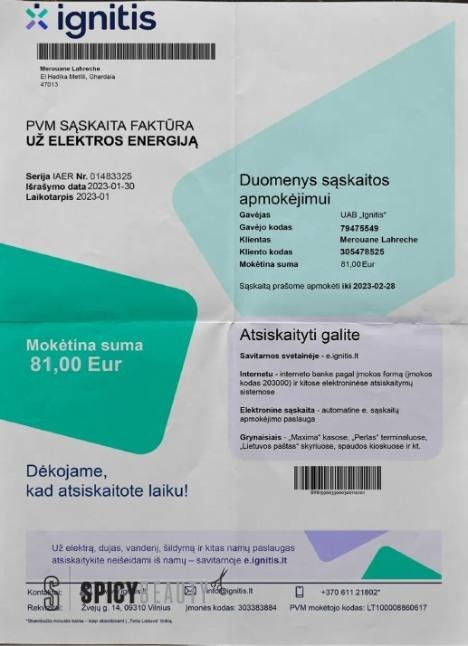 ignitis
Merouane Lahreche
El Hadika Metlili, Ghardaia
47013
PVM SĄSKAITA FAKTŪRA
UŽ ELEKTROS ENERGIJĄ
Serija IAER Nr. 01483325
Išrašymo data 2023-01-30
Laikotarpis 2023-01
Duomenys sąskaitos
apmokėjimui
Gavėjas UAB „Ignitis"
Gavėjo kodas 79475549
Klientas Merouane Lahreche
Kliento kodas 305478525
Mokėtina suma 81,00 Eur
Sąskaitą prašome apmokėti iki 2023-02-28
Mokėtina suma
81,00 Eur
Atsiskaityti galite
Savitarnos svetainėje - e.ignitis.lt
Internetu - interneto banke pagal įmokos formą (įmokos
kodas 203000) ir kitose elektroninėse atsiskaitymų
sistemose
Elektroninė sąskaita - automatinė e. sąskaitų
apmokėjimo paslauga
Grynaisiais - „Maxima" kasose, „Perlas" terminaluose,
„Lietuvos paštas" skyriuose, spaudos kioskuose ir kt.
Dėkojame,
kad atsiskaitote laiku!
Už elektrą, dujas, vandenį, šildymą ir kitas namų paslaugas
atsiskaitykite neišeidami iš namų – savitarnoje e.ignitis.lt
SPICY BEAUTY
info@ignitis.lt +370 611 21802*
Žvejų g. 14, 09310 Vilnius Įmonės kodas: 303383884 PVM mokėtojo kodas: LT100008860617